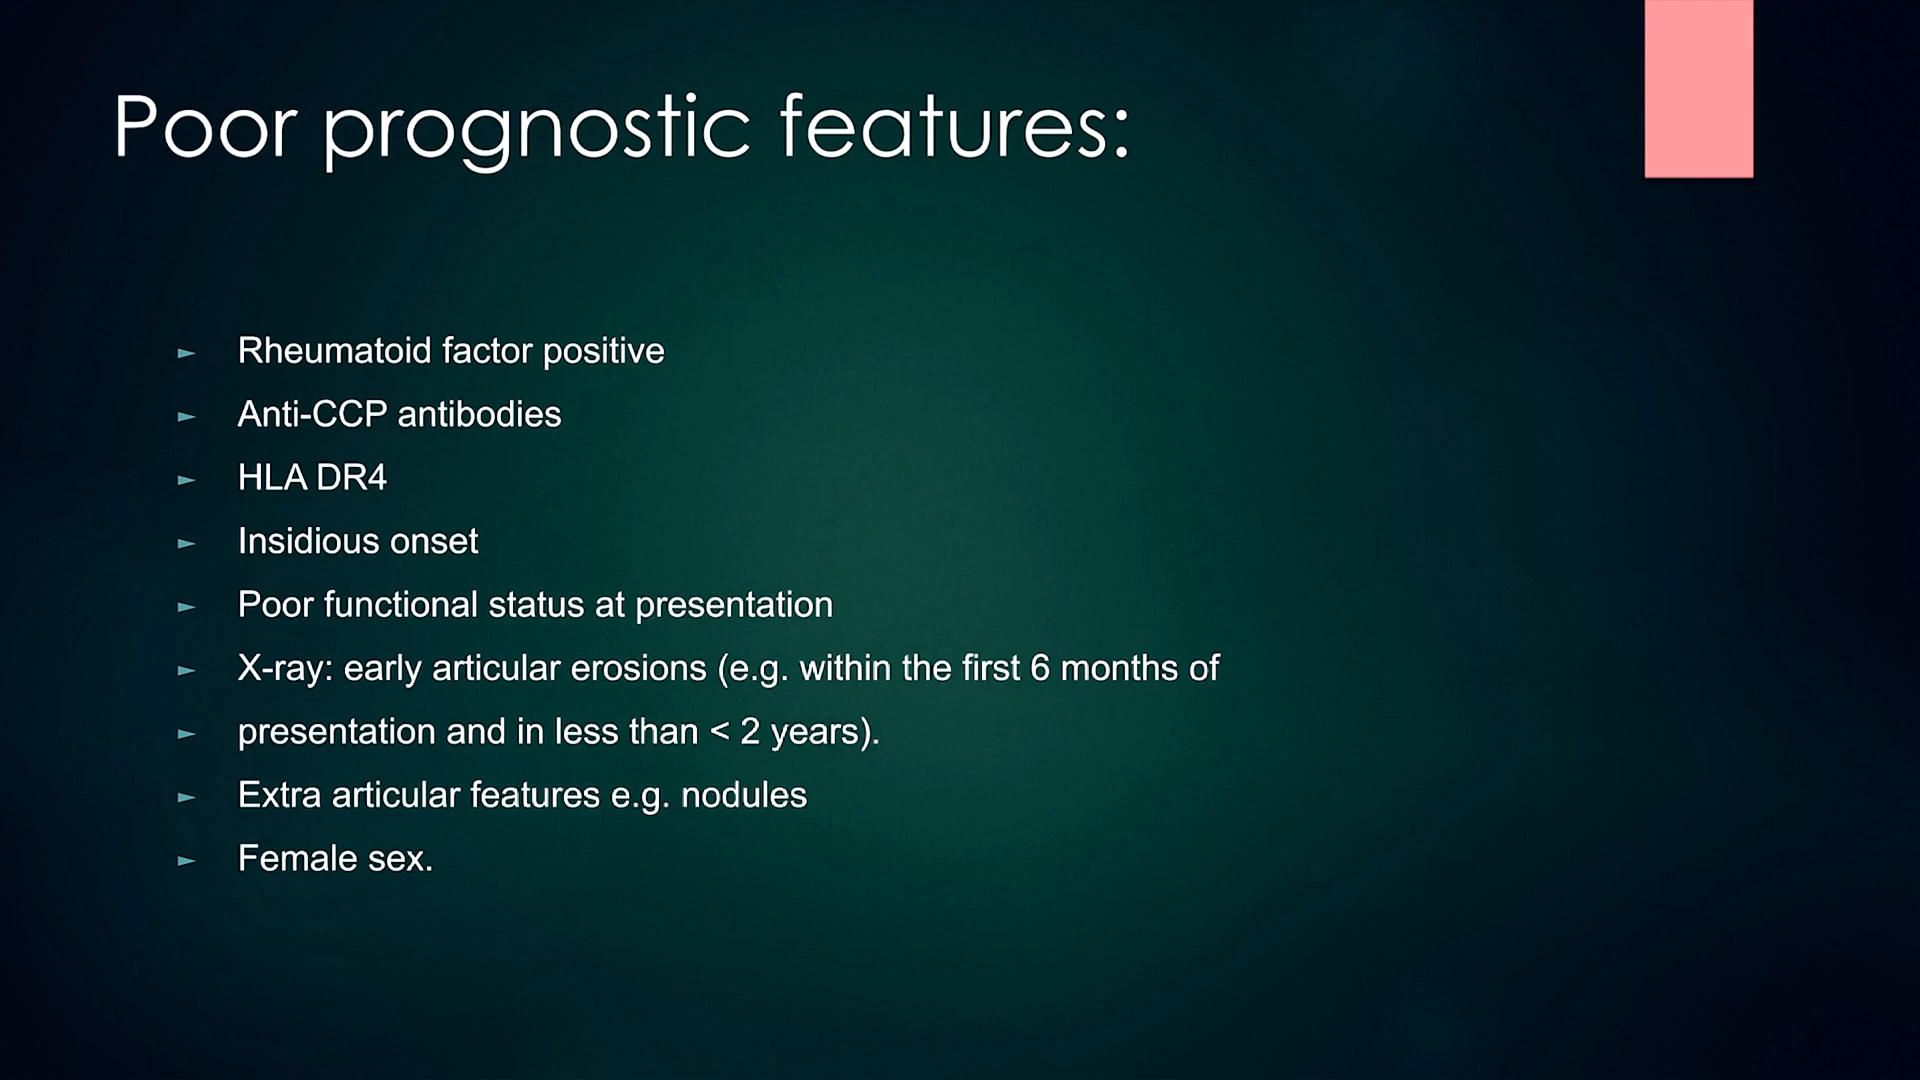 Poor prognostic features:
► Rheumatoid factor positive
► Anti-CCP antibodies
► HLA DR4
► Insidious onset
► Poor functional status at presentation
► X-ray: early articular erosions (e.g. within the first 6 months of
► presentation and in less than < 2 years).
► Extra articular features e.g. nodules
► Female sex.